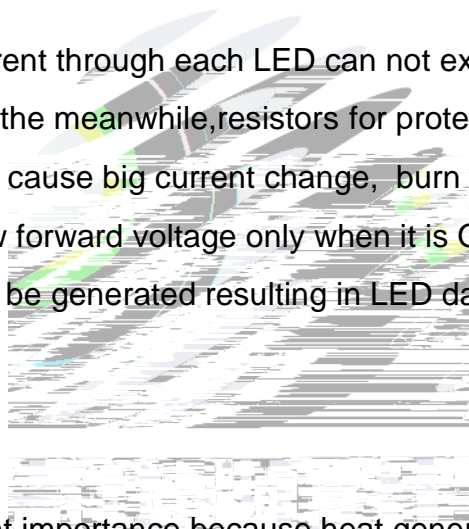 rent through each LED can not ex
the meanwhile,resistors for prote
cause big current change, burn
forward voltage only when it is
be generated resulting in LED da
importance because heat gener